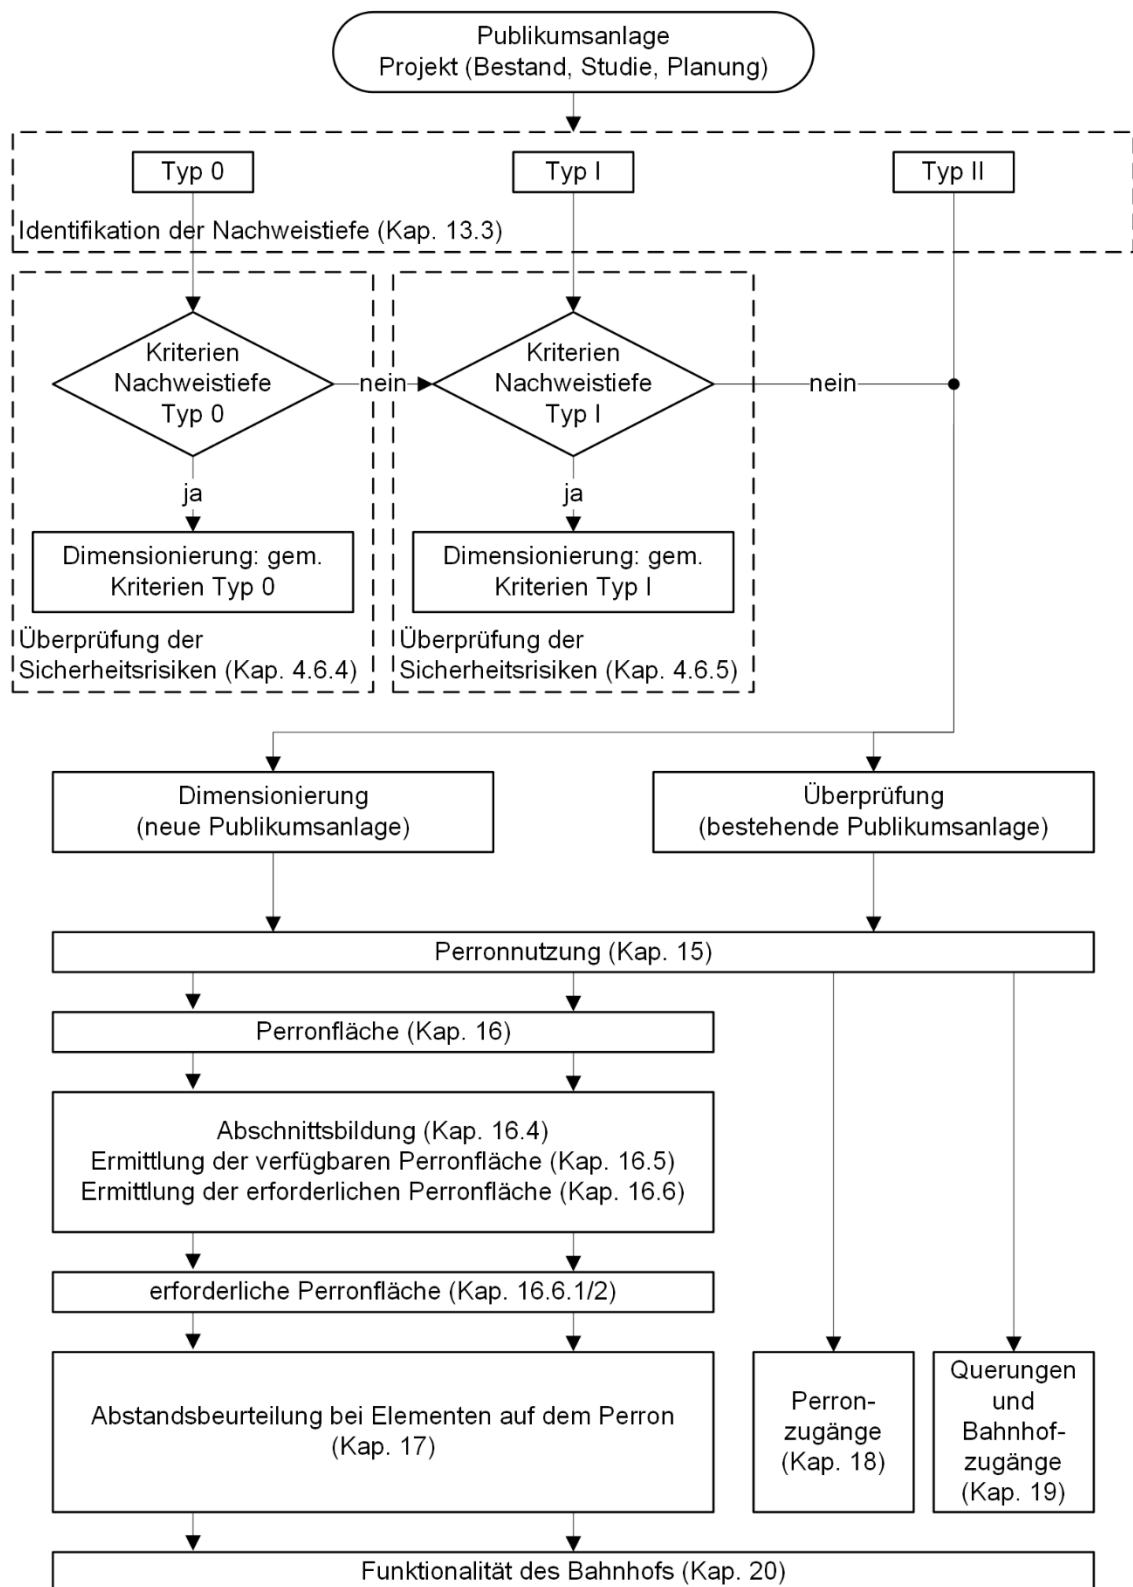 Publikumsanlage
Projekt (Bestand, Studie, Planung)
Typ 0
Typ I
Typ II
Identifikation der Nachweistiefe (Kap. 13.3)
Kriterien
Nachweistiefe
Typ 0
nein
Kriterien
Nachweistiefe
Typ I
nein
ja
ja
Dimensionierung: gem.
Kriterien Typ 0
Dimensionierung: gem.
Kriterien Typ I
Überprüfung der
Sicherheitsrisiken (Kap. 4.6.4)
Überprüfung der
Sicherheitsrisiken (Kap. 4.6.5)
Dimensionierung
(neue Publikumsanlage)
Überprüfung
(bestehende Publikumsanlage)
Perronnutzung (Kap. 15)
Perronfläche (Kap. 16)
Abschnittsbildung (Kap. 16.4)
Ermittlung der verfügbaren Perronfläche (Kap. 16.5)
Ermittlung der erforderlichen Perronfläche (Kap. 16.6)
erforderliche Perronfläche (Kap. 16.6.1/2)
Abstandsbeurteilung bei Elementen auf dem Perron
(Kap. 17)
Perron-
zugänge
(Kap. 18)
Querungen
und
Bahnhof-
zugänge
(Kap. 19)
Funktionalität des Bahnhofs (Kap. 20)